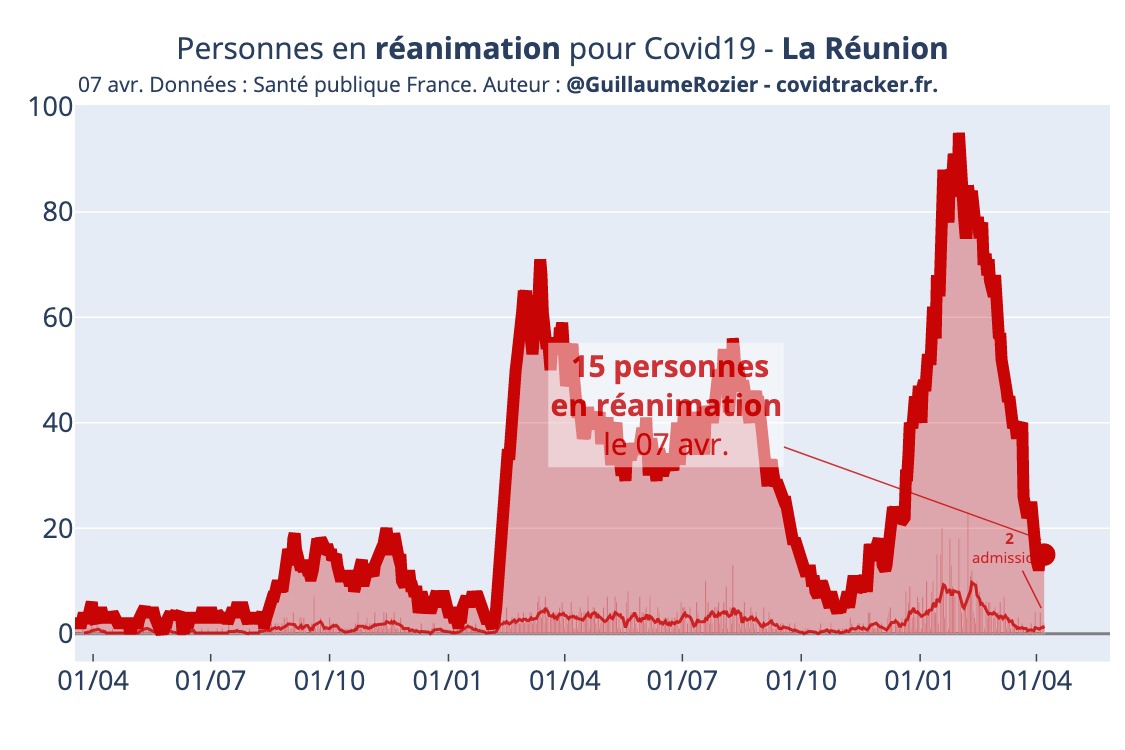 Personnes en réanimation pour Covid19 - La Réunion
07 avr. Données : Santé publique France. Auteur : @GuillaumeRozier - covidtracker.fr.
100
80
60
40
20
0
15 personnes
en réanimation
le 07 avr.
2
admissio
01/04 01/07 01/10 01/01 01/04 01/07 01/10 01/01 01/04